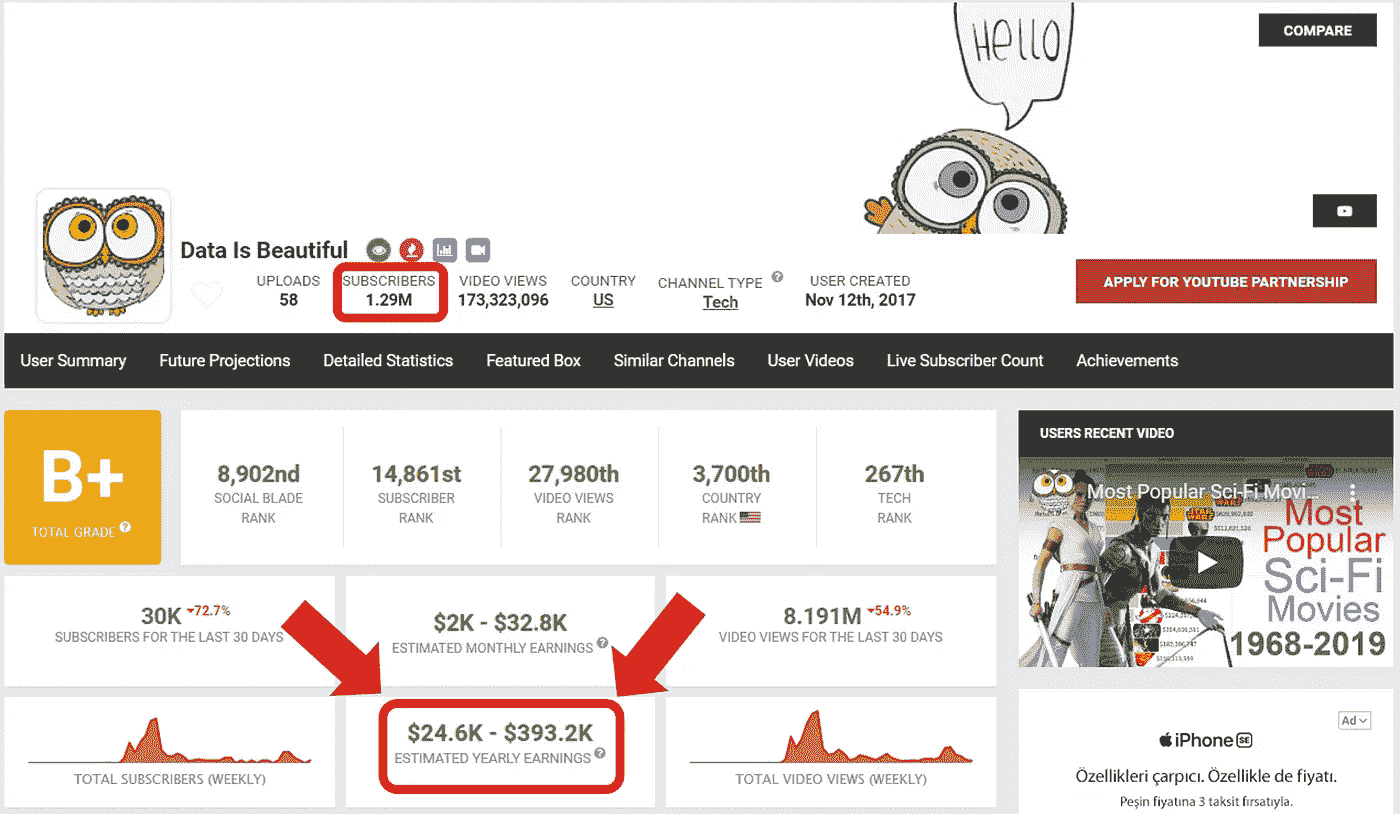 HELLO
COMPARE
Data Is Beautiful
UPLOADS
58
SUBSCRIBERS
1.29M
VIDEO VIEWS
173,323,096
COUNTRY
US
CHANNEL TYPE ?
Tech
USER CREATED
Nov 12th, 2017
APPLY FOR YOUTUBE PARTNERSHIP
User Summary Future Projections Detailed Statistics Featured Box Similar Channels User Videos Live Subscriber Count Achievements
B+
TOTAL GRADE ?
8,902nd
SOCIAL BLADE
RANK
14,861st
SUBSCRIBER
RANK
27,980th
VIDEO VIEWS
RANK
3,700th
COUNTRY
RANK
267th
TECH
RANK
USERS RECENT VIDEO
Most Popular Sci-Fi Movi...
STAR WARS
Most
Popular
Sci-Fi
Movies
1968-2019
30K 72.7%
SUBSCRIBERS FOR THE LAST 30 DAYS
$2K - $32.8K
ESTIMATED MONTHLY EARNINGS ?
8.191M 54.9%
VIDEO VIEWS FOR THE LAST 30 DAYS
TOTAL SUBSCRIBERS (WEEKLY)
$24.6K - $393.2K
ESTIMATED YEARLY EARNINGS ?
TOTAL VIDEO VIEWS (WEEKLY)
Ad
iPhone SE
Özellikleri çarpıcı. Özellikle de fiyatı.
Peşin fiyatına 3 taksit fırsatıyla.